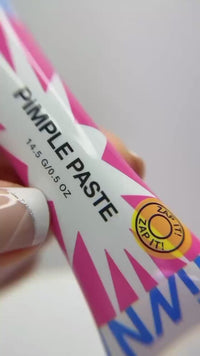 PIMPLE PASTE
14.5 G/0.5 OZ
ZAP IT!
ZAP IT!